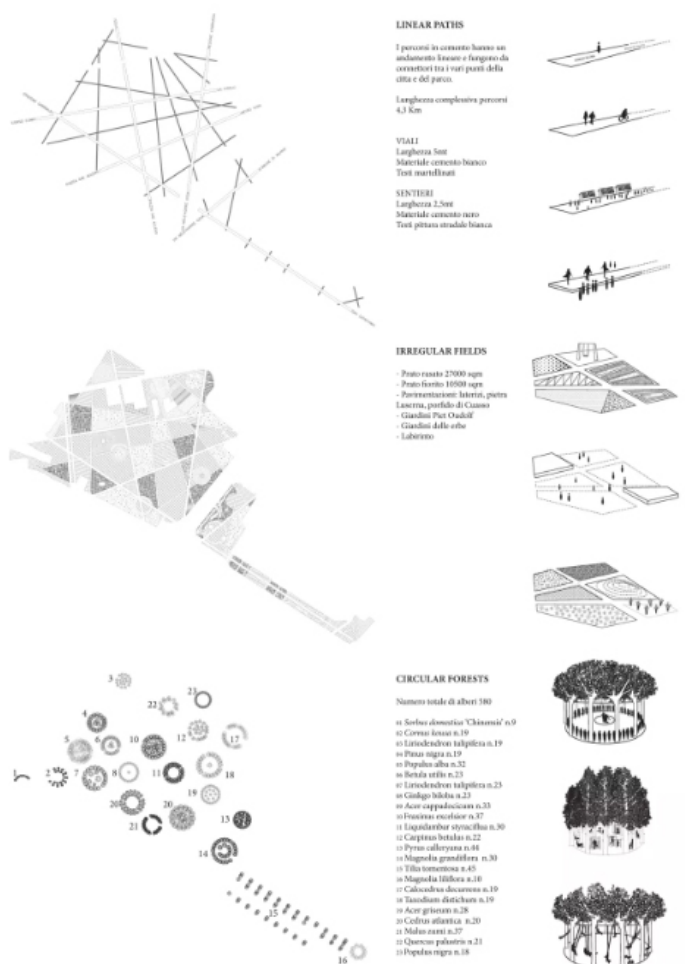 LINEAR PATHS
I percorsi in cemento hanno un
andamento lineare e fungono da
connettori tra i vari punti della
citta e del parco.
Lunghezza complessiva percorsi
4,3 Km
VIALI
Larghezza 5mt
Materiale cemento bianco
Testi martellinati
SENTIERI
Larghezza 2,5mt
Materiale cemento nero
Testi pittura stradale bianca
IRREGULAR FIELDS
- Prato rasato 27000 sqm
- Prato fiorito 10500 sqm
- Pavimentazioni: laterizi, pietra
Luserna, porfido di Cuasso
- Giardini Piet Oudolf
- Giardini delle erbe
- Labirinto
CIRCULAR FORESTS
Numero totale di alberi 580
01 Sorbus domestica 'Chinensis' n.9
02 Cornus kousa n.19
03 Liriodendron tulipifera n.19
04 Pinus nigra n.19
05 Populus alba n.32
06 Betula utilis n.23
07 Liriodendron tulipifera n.23
08 Ginkgo biloba n.23
09 Acer cappadocicum n.33
10 Fraxinus excelsior n.37
11 Liquidambar styraciflua n.30
12 Carpinus betulus n.22
13 Pyrus calleryana n.44
14 Magnolia grandiflora n.30
15 Tilia tomentosa n.45
16 Magnolia liliflora n.10
17 Calocedrus decurrens n.19
18 Taxodium distichum n.19
19 Acer griseum n.28
20 Cedrus atlantica n.20
21 Malus zumi n.37
22 Quercus palustris n.21
23 Populus nigra n.18
3
23
22
4
12
17
5
6
10
1
2
7
8
11
18
19
20
20
21
13
14
15
16